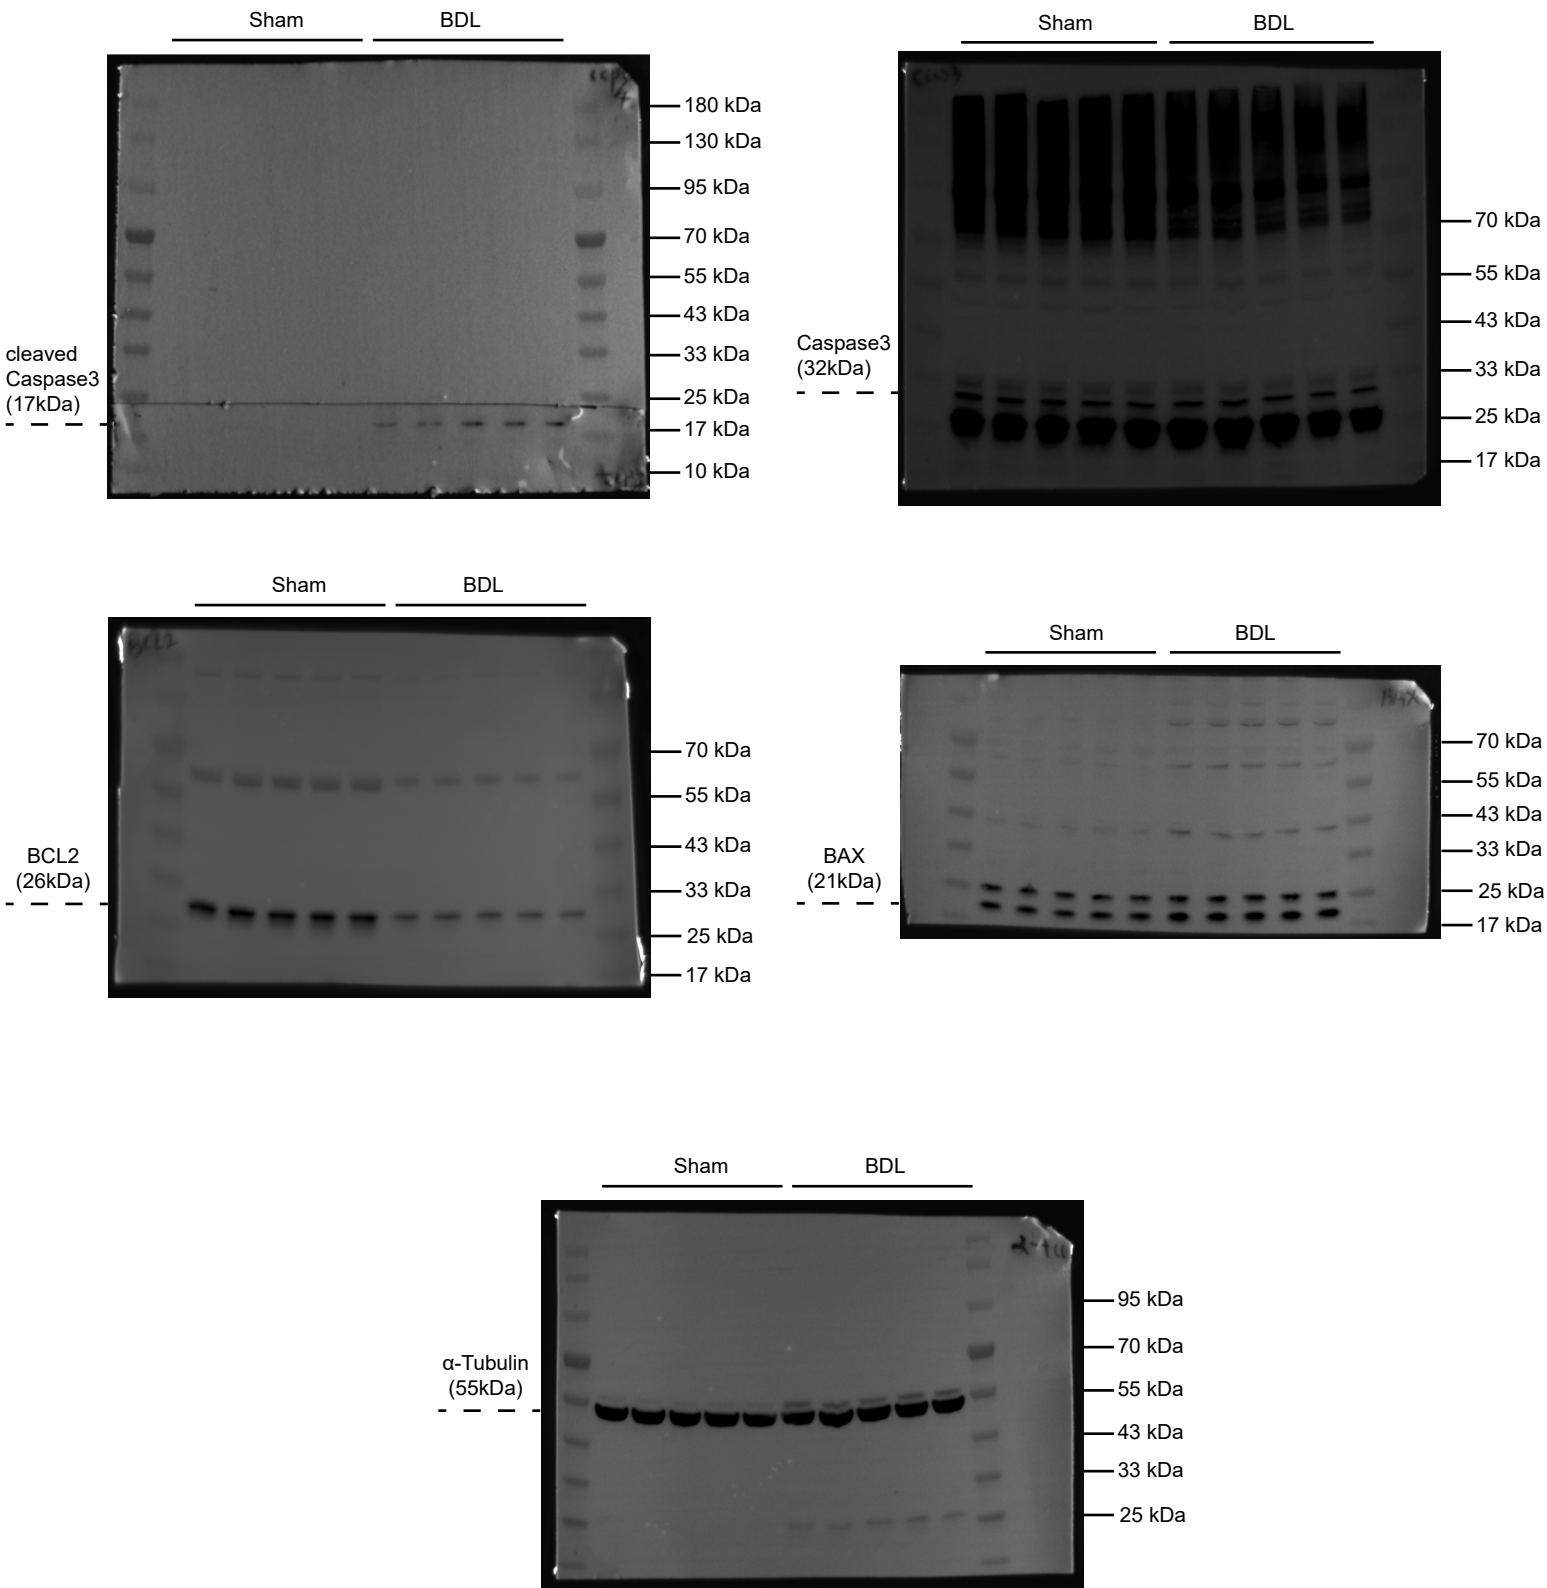 Sham BDL
180 kDa
130 kDa
95 kDa
70 kDa
55 kDa
43 kDa
33 kDa
25 kDa
17 kDa
10 kDa
cleaved
Caspase3
(17kDa)
Sham BDL
70 kDa
55 kDa
43 kDa
33 kDa
25 kDa
17 kDa
Caspase3
(32kDa)
Sham BDL
BCL2
70 kDa
55 kDa
43 kDa
33 kDa
25 kDa
17 kDa
BCL2
(26kDa)
Sham BDL
BAX
70 kDa
55 kDa
43 kDa
33 kDa
25 kDa
17 kDa
BAX
(21kDa)
Sham BDL
95 kDa
70 kDa
55 kDa
43 kDa
33 kDa
25 kDa
α-Tubulin
(55kDa)